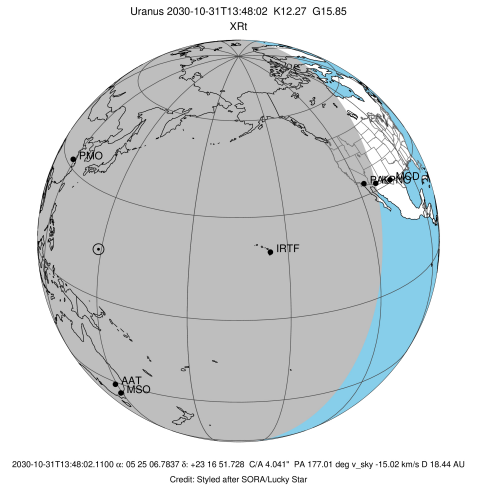 Uranus 2030-10-31T13:48:02 K12.27 G15.85
XRt
PMO
MCD
IRTF
AAT
MSO
2030-10-31T13:48:02.1100 α: 05 25 06.7837 δ: +23 16 51.728 C/A 4.041" PA 177.01 deg v_sky -15.02 km/s D 18.44 AU
Credit: Styled after SORA/Lucky Star